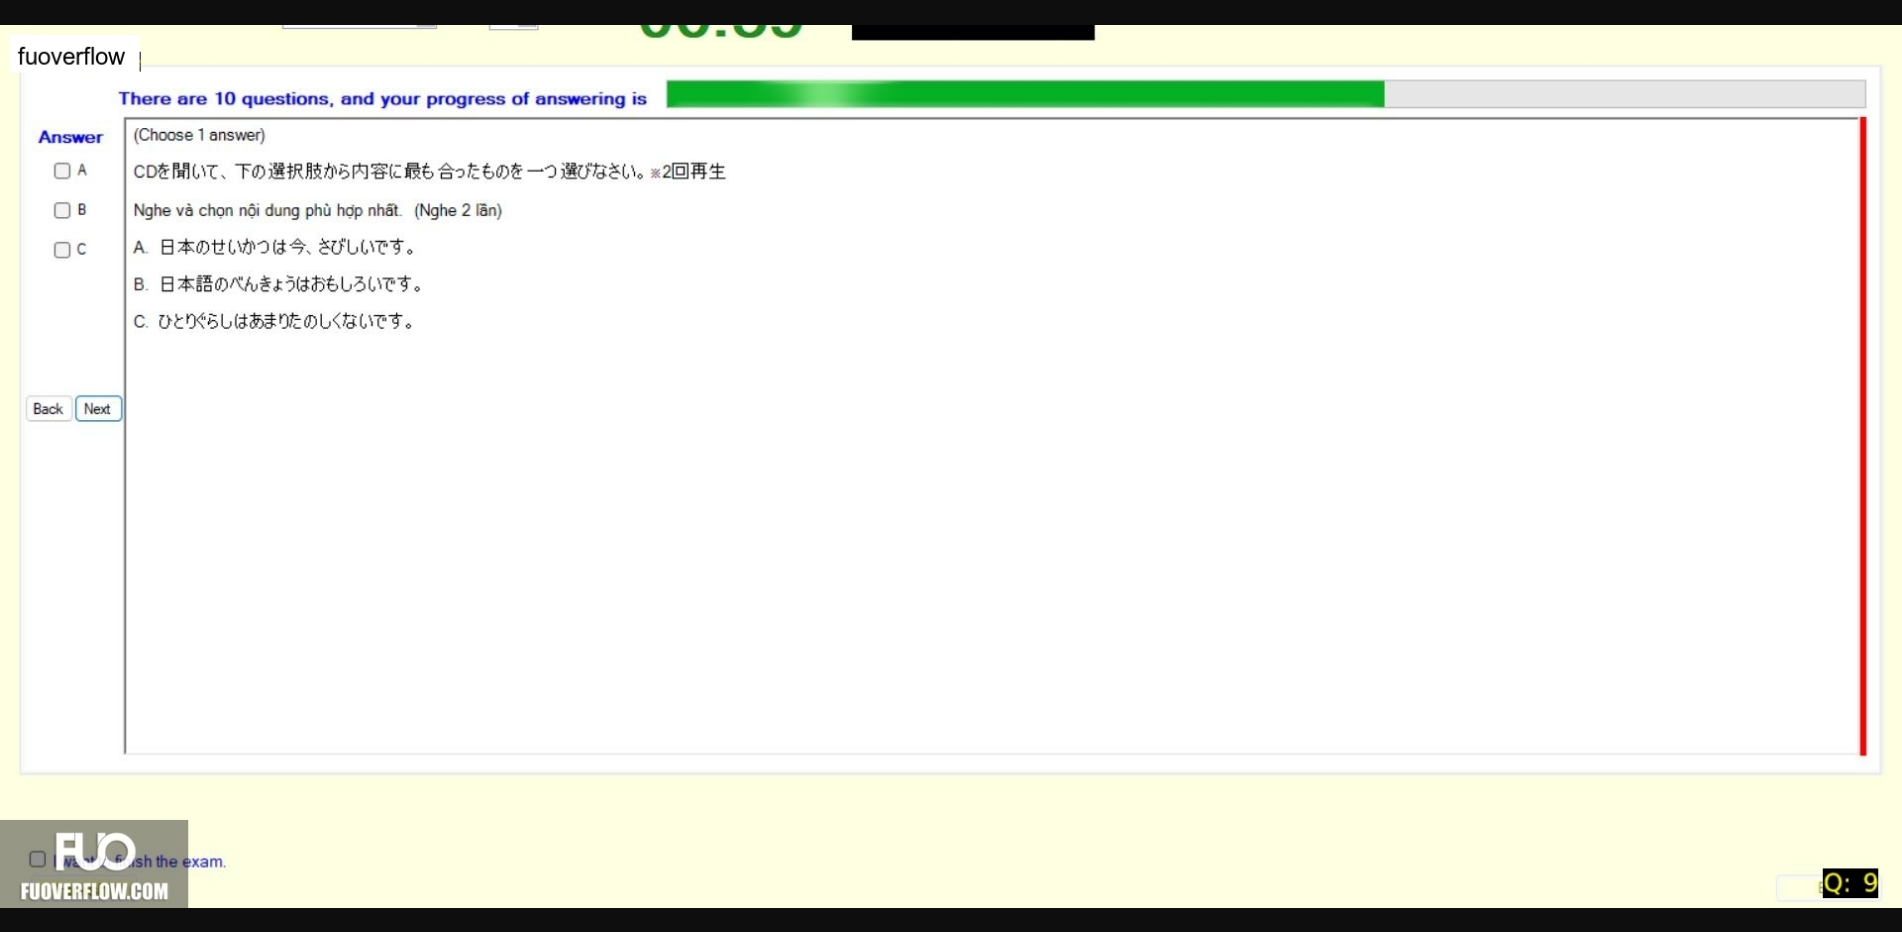 fuoverflow
There are 10 questions, and your progress of answering is
Answer
(Choose 1 answer)
A
CDを聞いて、下の選択肢から内容に最も合ったものを一つ選びなさい。※2回再生
B
Nghe và chọn nội dung phù hợp nhất. (Nghe 2 lần)
C
A. 日本のせいかつは今、さびしいです。
B. 日本語のべんきょうはおもしろいです。
C. ひとりぐらしはあまりたのしくないです。
Back Next
FUO
finish the exam.
FUOVERFLOW.COM
Q: 9